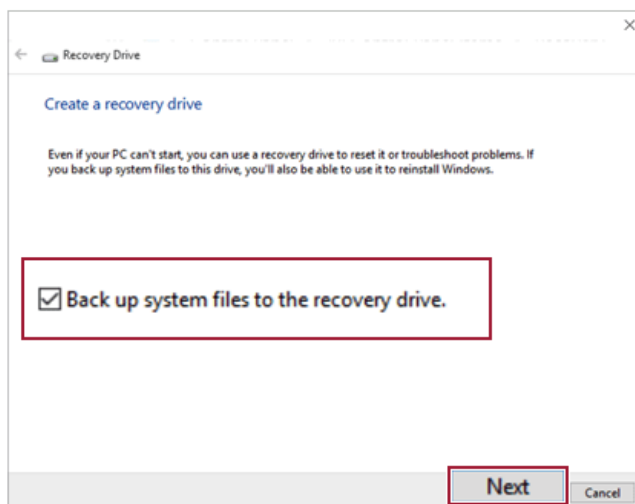 Recovery Drive
Create a recovery drive
Even if your PC can't start, you can use a recovery drive to reset it or troubleshoot problems. If
you back up system files to this drive, you'll also be able to use it to reinstall Windows.
Back up system files to the recovery drive.
Next
Cancel